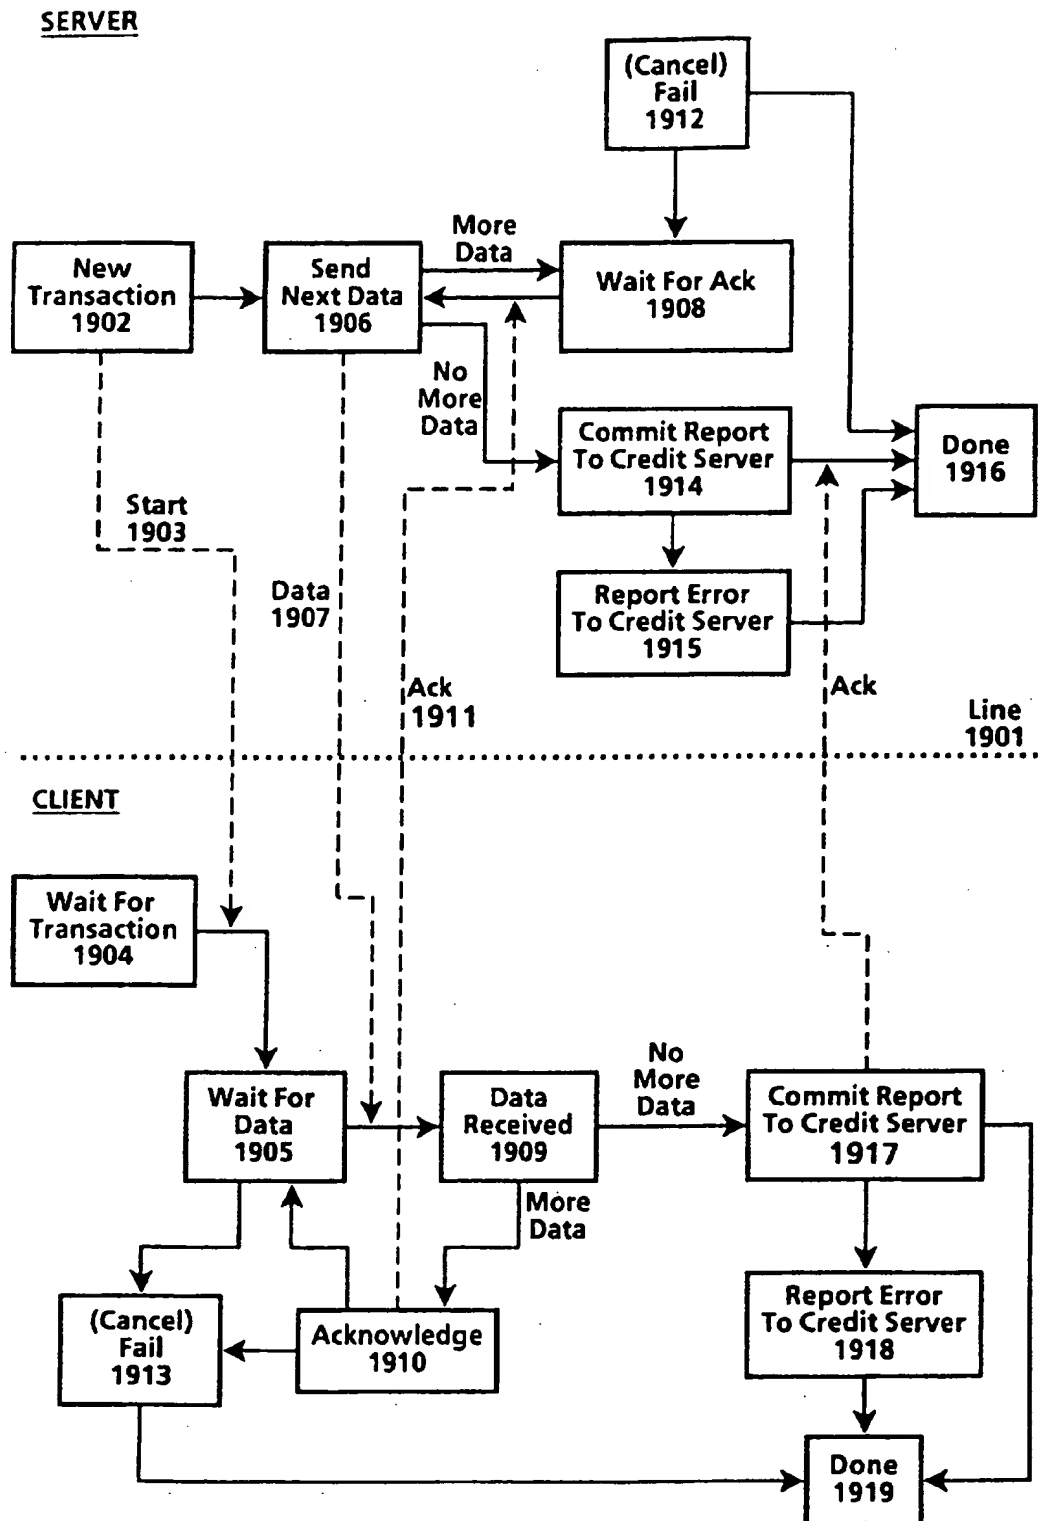 SERVER
(Cancel)
Fail
1912
More
Data
New
Transaction
1902
Send
Next Data
1906
Wait For Ack
1908
No
More
Data
Commit Report
To Credit Server
1914
Done
1916
Start
1903
Data
1907
Report Error
To Credit Server
1915
Ack
1911
Ack
Line
1901
CLIENT
Wait For
Transaction
1904
No
More
Data
Wait For
Data
1905
Data
Received
1909
Commit Report
To Credit Server
1917
More
Data
(Cancel)
Fail
1913
Acknowledge
1910
Report Error
To Credit Server
1918
Done
1919